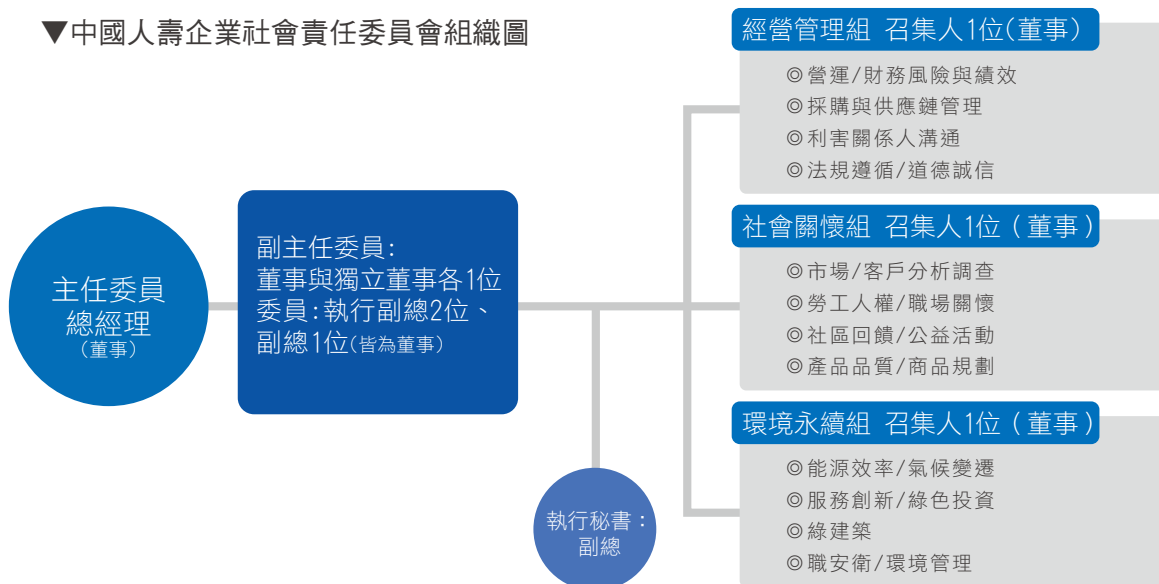 ▼中國人壽企業社會責任委員會組織圖
主任委員
總經理
(董事)
副主任委員:
董事與獨立董事各1位
委員:執行副總2位、
副總1位(皆為董事)
執行秘書:
副總
經營管理組 召集人1位(董事)
◎營運/財務風險與績效
◎採購與供應鏈管理
◎利害關係人溝通
◎法規遵循/道德誠信
社會關懷組 召集人1位(董事)
◎市場/客戶分析調查
◎勞工人權/職場關懷
◎社區回饋/公益活動
◎產品品質/商品規劃
環境永續組 召集人1位(董事)
◎能源效率/氣候變遷
◎服務創新/綠色投資
◎綠建築
◎職安衛/環境管理